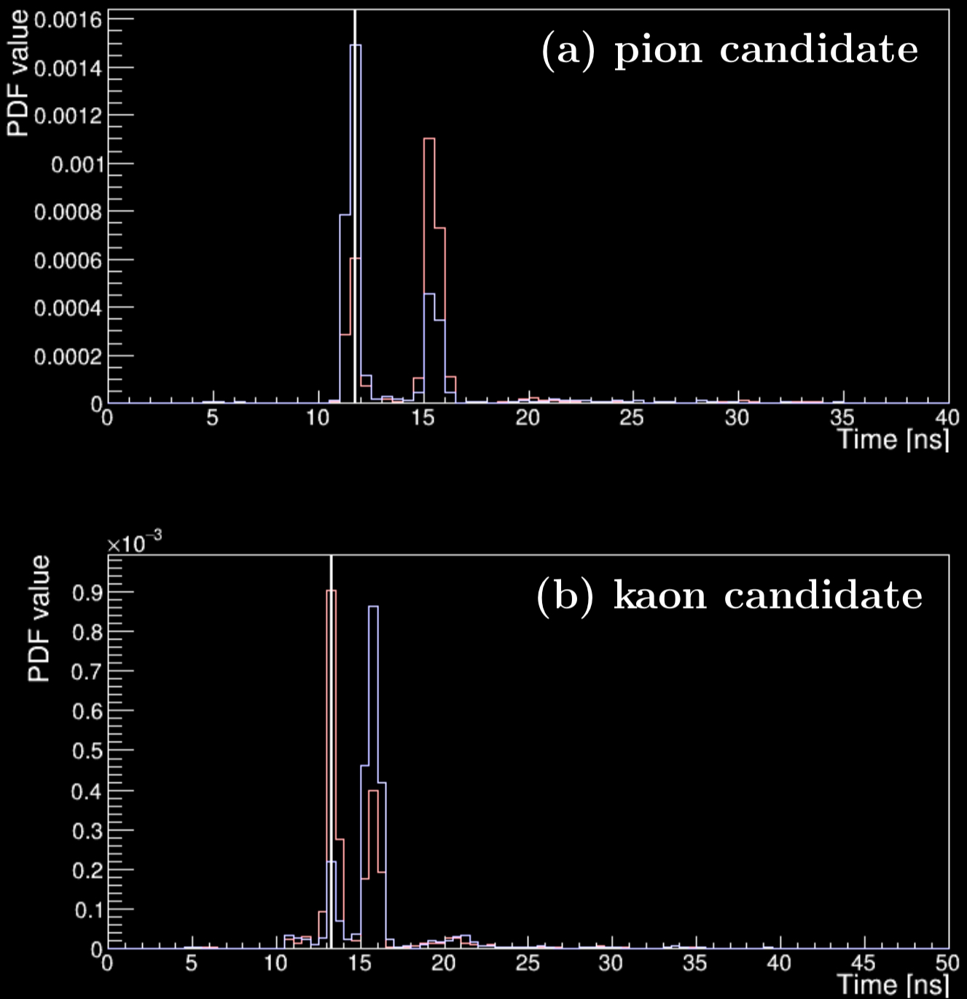 (a) pion candidate
PDF value
0.0016
0.0014
0.0012
0.001
0.0008
0.0006
0.0004
0.0002
0
0 5 10 15 20 25 30 35 40
Time [ns]
×10⁻³
(b) kaon candidate
PDF value
0.9
0.8
0.7
0.6
0.5
0.4
0.3
0.2
0.1
0
0 5 10 15 20 25 30 35 40 45 50
Time [ns]